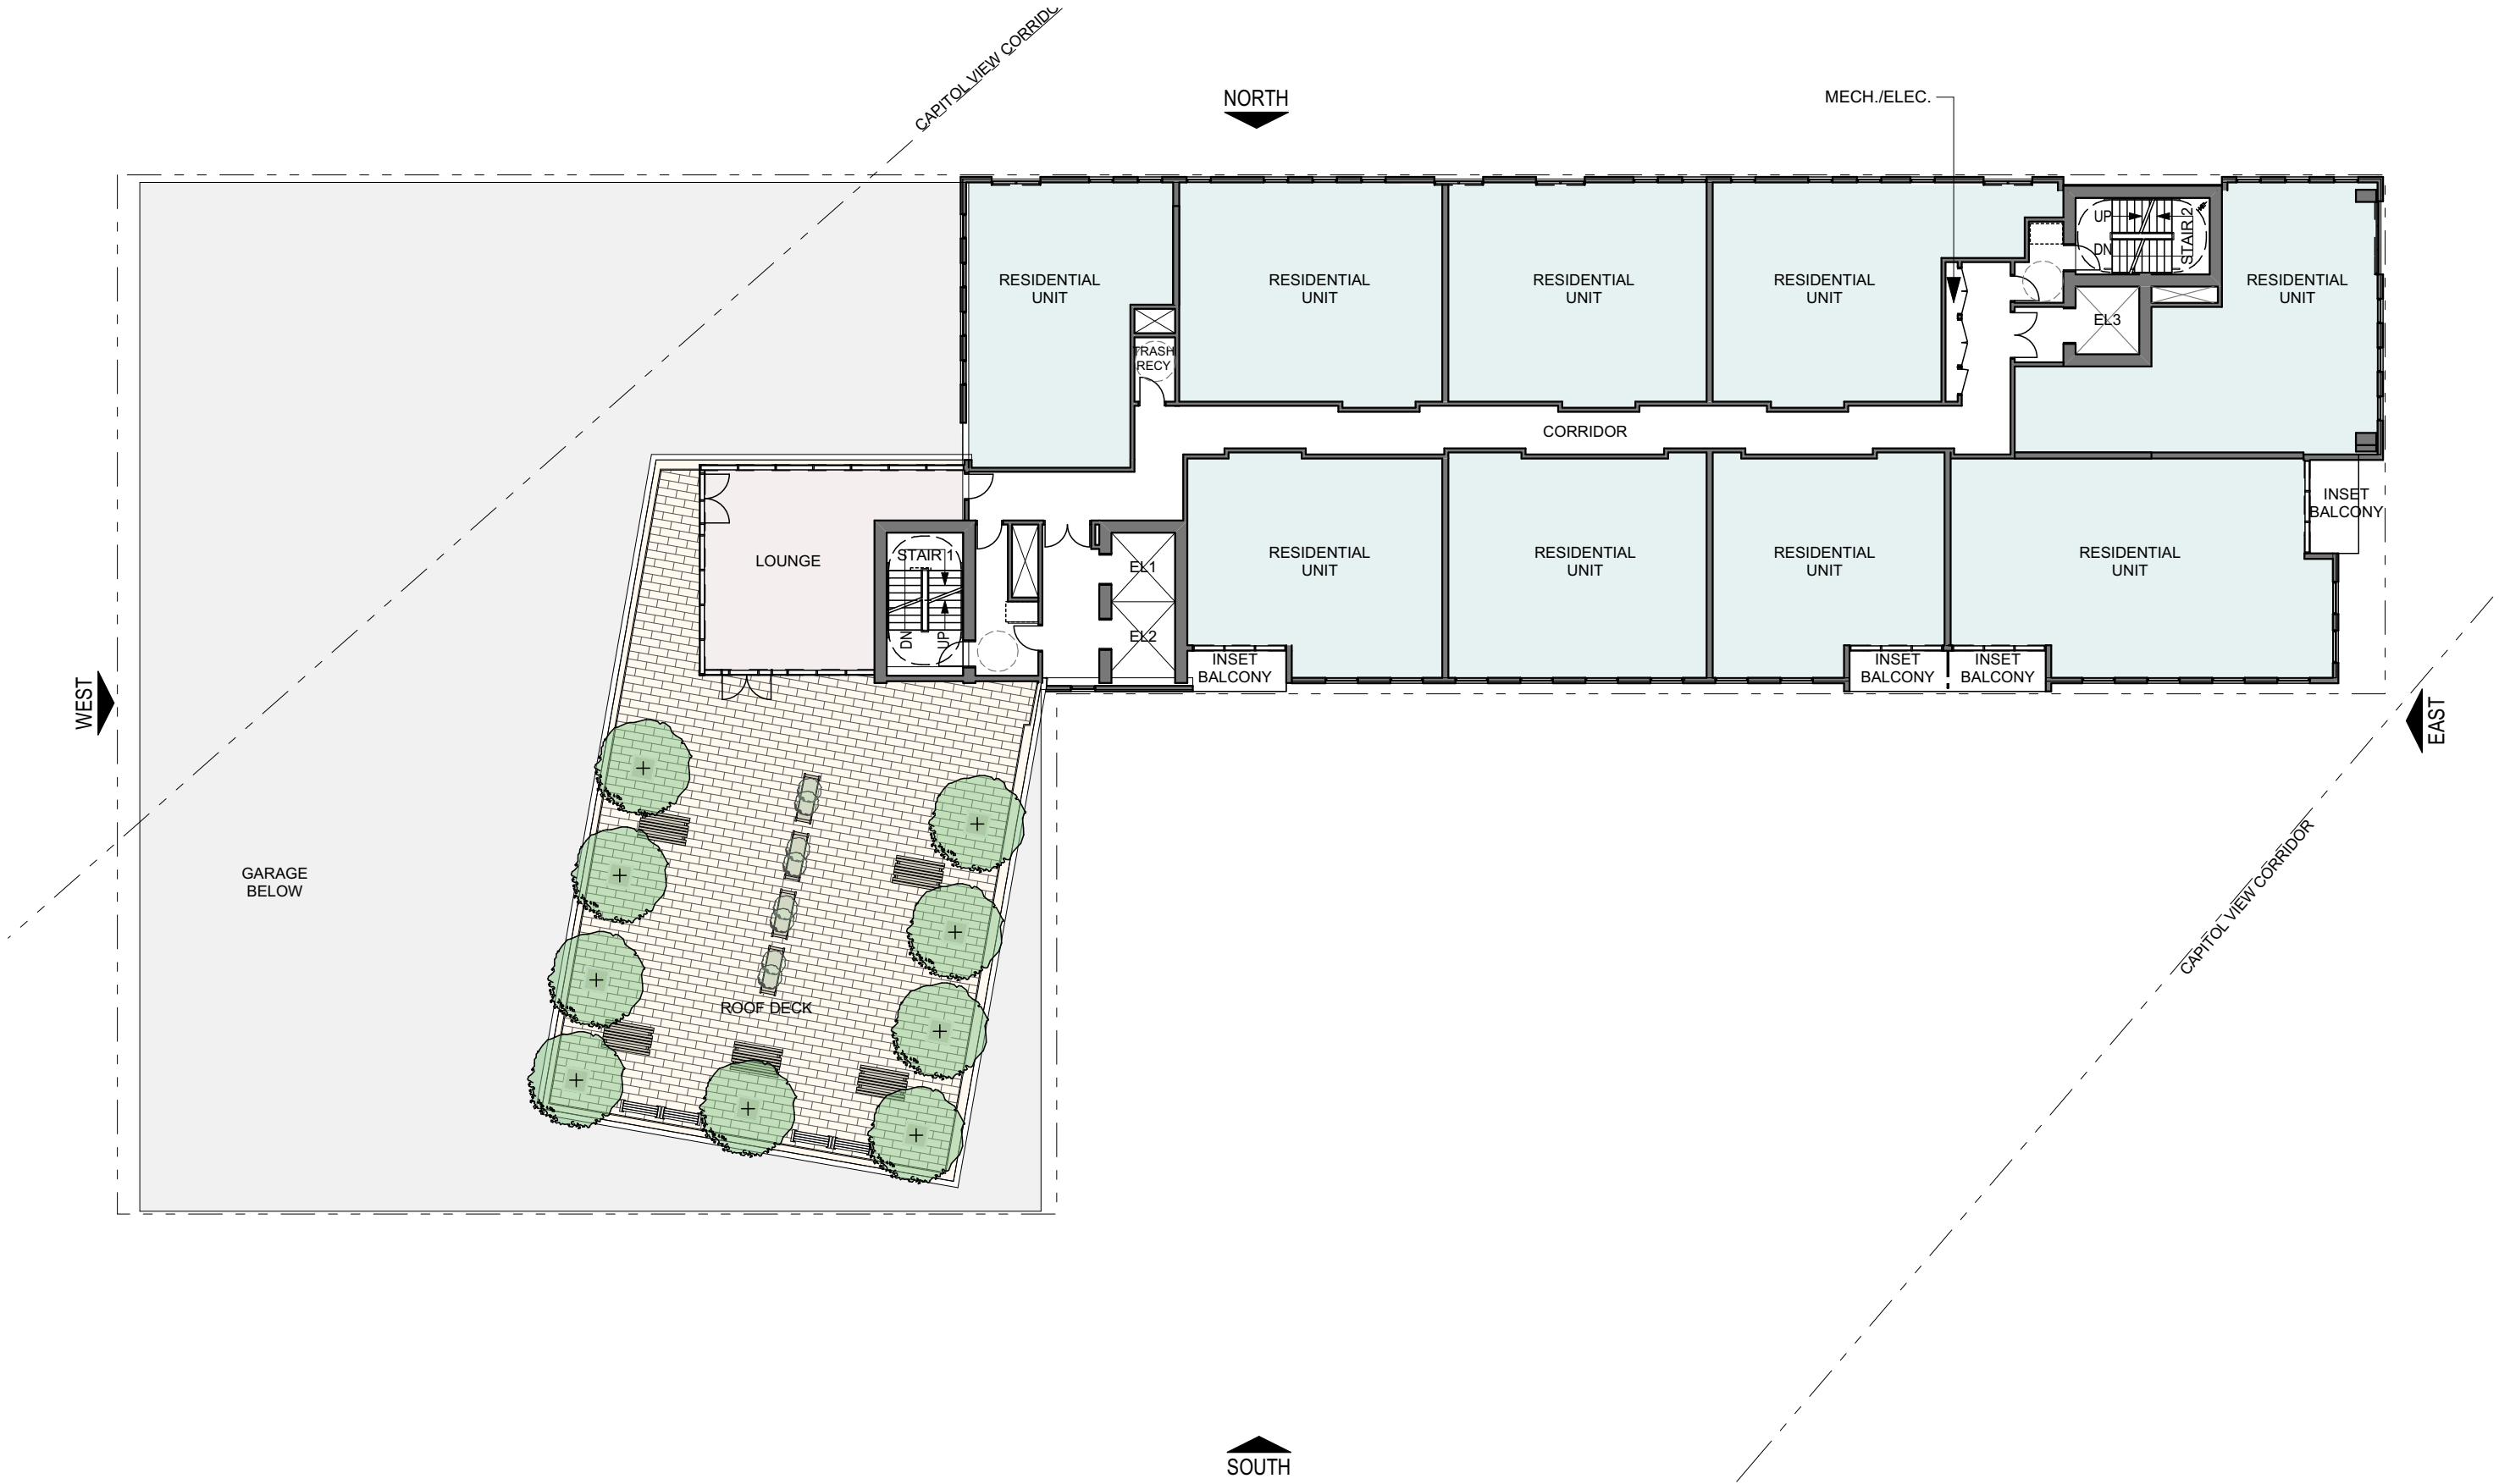 CAPITOL VIEW CORRIDO
NORTH
MECH./ELEC.
UP
DN
STAIR 2
RESIDENTIAL
UNIT
RESIDENTIAL
UNIT
RESIDENTIAL
UNIT
RESIDENTIAL
UNIT
RESIDENTIAL
UNIT
EL3
TRASH
RECY
CORRIDOR
INSET
BALCONY
LOUNGE
STAIR 1
DN
UP
EL1
EL2
RESIDENTIAL
UNIT
RESIDENTIAL
UNIT
RESIDENTIAL
UNIT
RESIDENTIAL
UNIT
INSET
BALCONY
INSET
BALCONY
INSET
BALCONY
WEST
EAST
GARAGE
BELOW
CAPITOL VIEW CORRIDOR
ROOF DECK
SOUTH